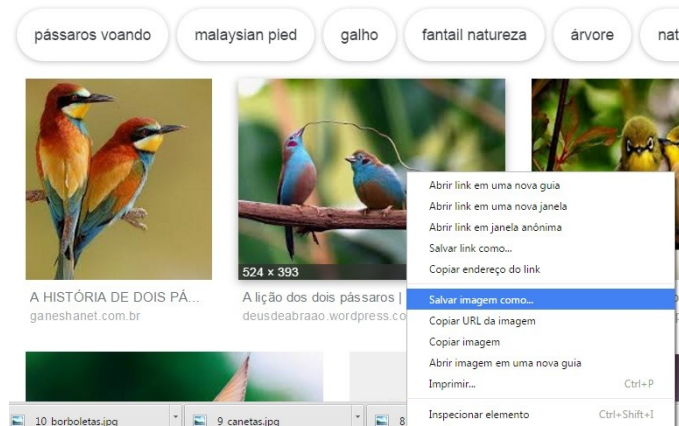 pássaros voando
malaysian pied
galho
fantail natureza
árvore
nat
524 × 393
A HISTÓRIA DE DOIS PÁ...
ganeshanet.com.br
A lição dos dois pássaros |
deusdeabraao.wordpress.co
Abrir link em uma nova guia
Abrir link em uma nova janela
Abrir link em janela anônima
Salvar link como...
Copiar endereço do link
Salvar imagem como...
Copiar URL da imagem
Copiar imagem
Abrir imagem em uma nova guia
Imprimir... Ctrl+P
Inspecionar elemento Ctrl+Shift+I
10 borboletas.jpg
9 canetas.jpg
8